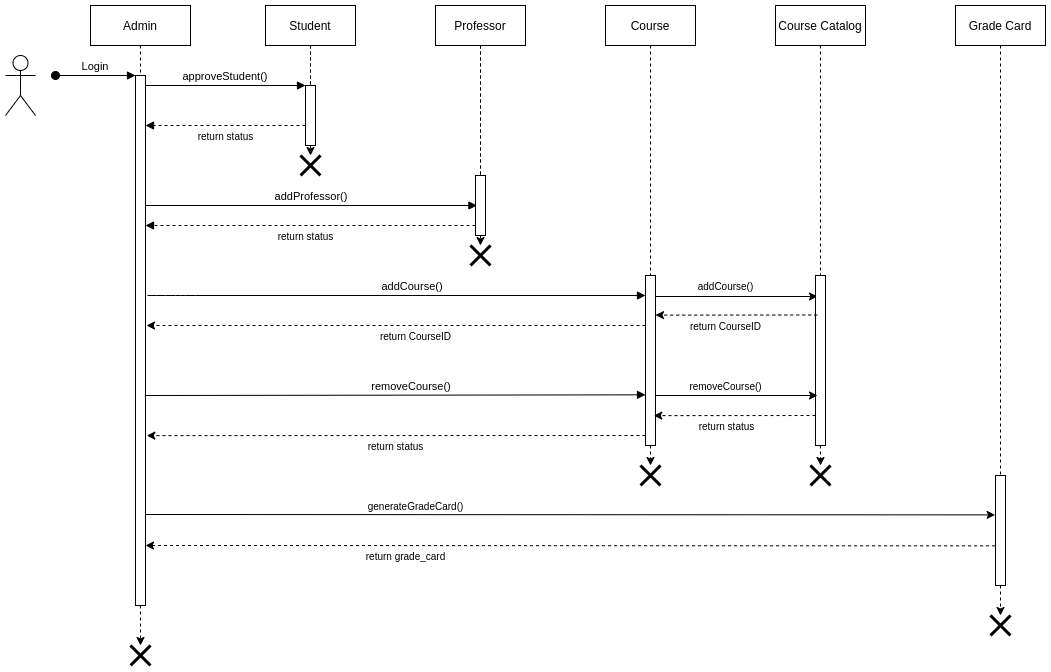 Admin
Student
Professor
Course
Course Catalog
Grade Card
Login
approveStudent()
return status
addProfessor()
return status
addCourse()
addCourse()
return CourseID
return CourseID
removeCourse()
removeCourse()
return status
return status
generateGradeCard()
return grade_card